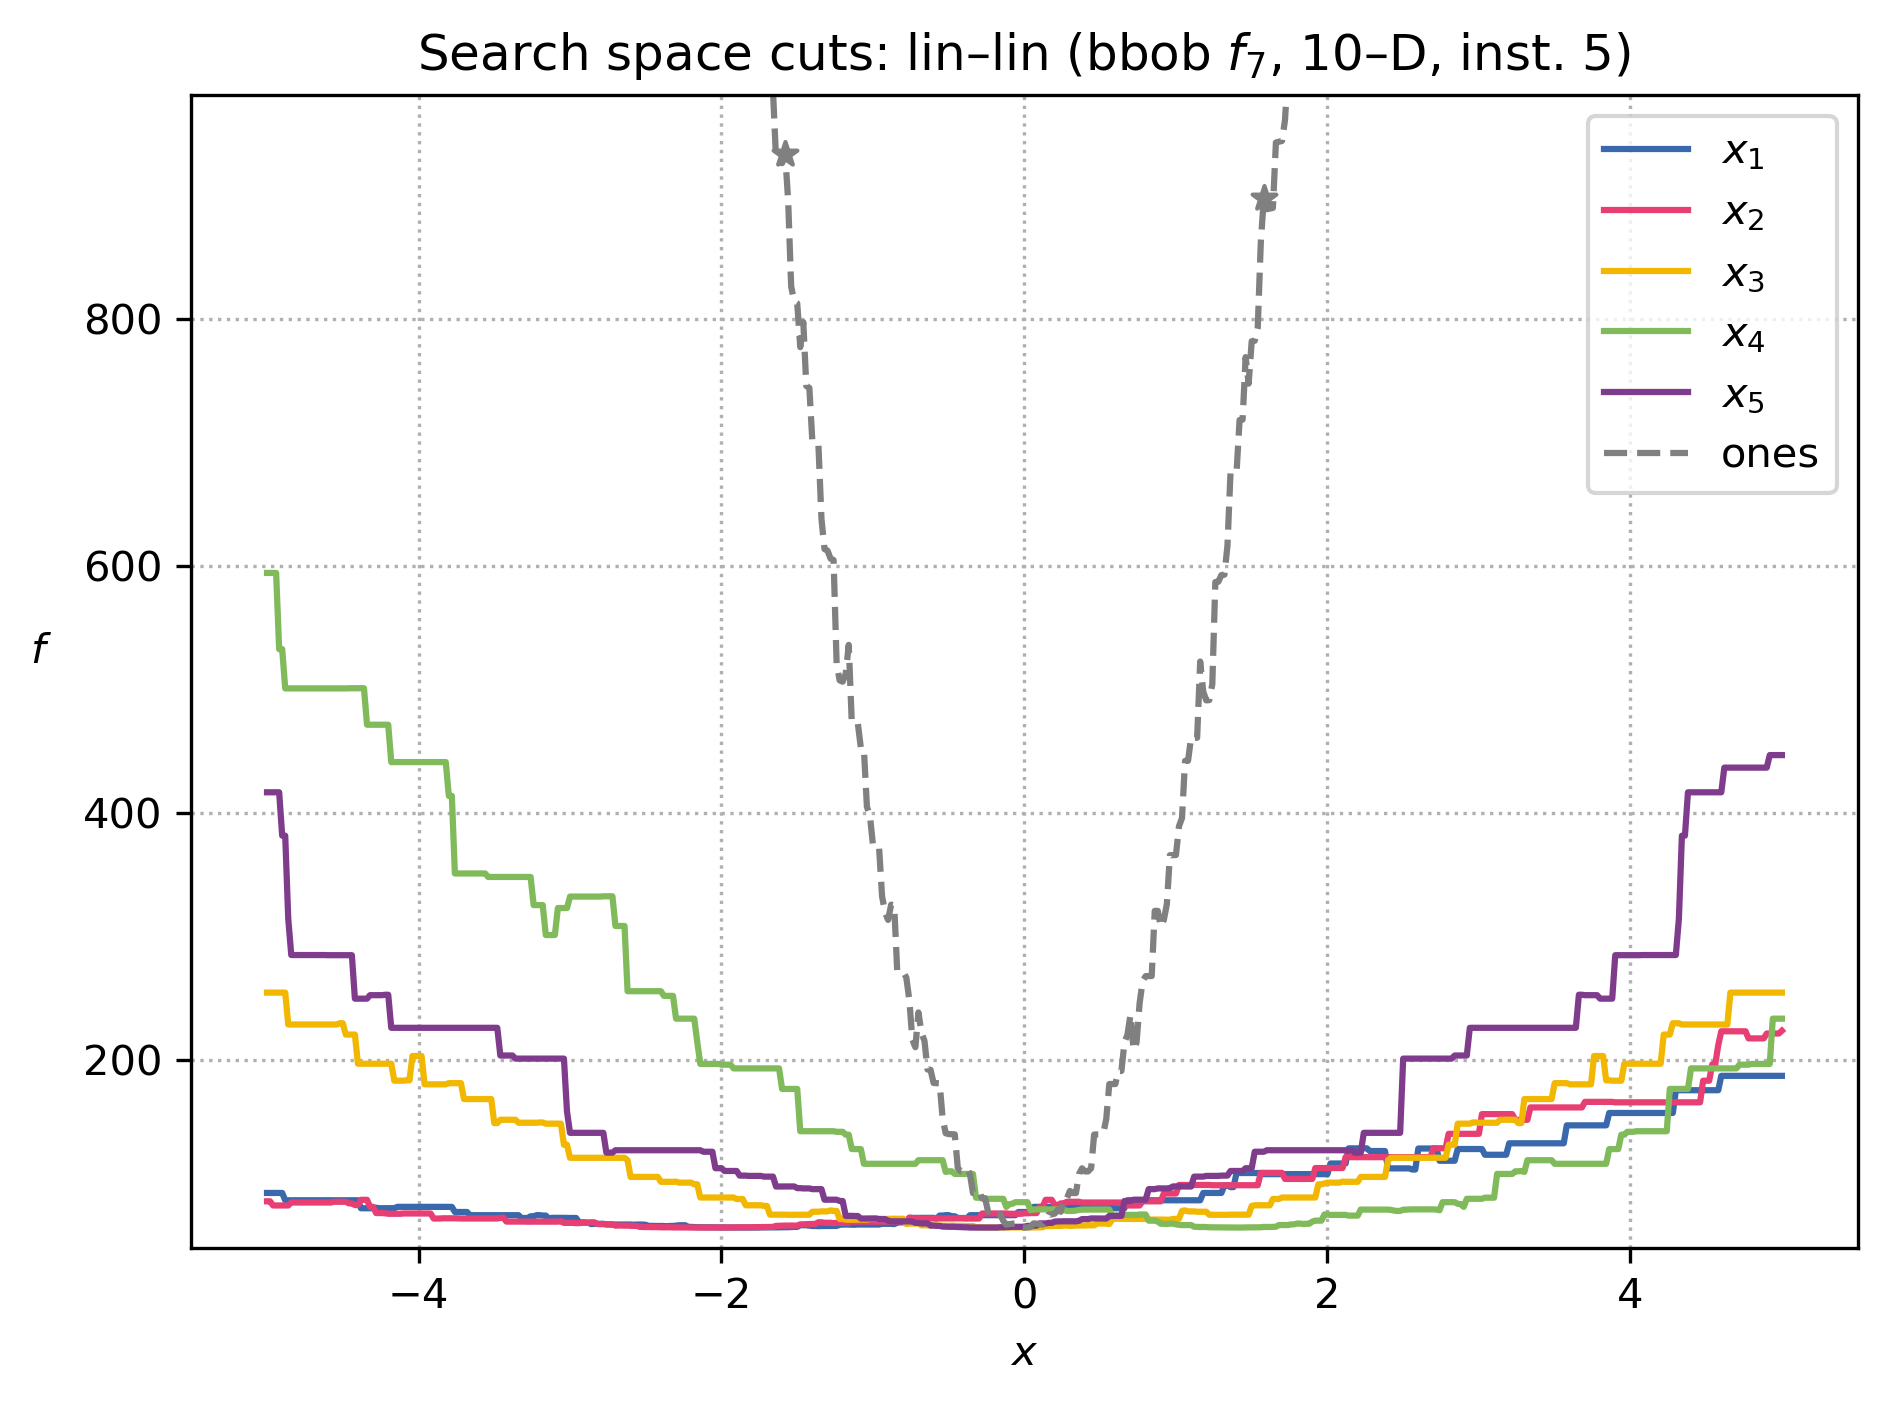 Search space cuts: lin–lin (bbob f₇, 10–D, inst. 5)
x₁
x₂
x₃
x₄
x₅
ones
800
600
400
200
f
−4 −2 0 2 4
x